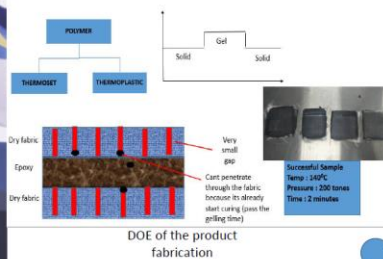 POLYMER
THERMOSET
THERMOPLASTIC
Gel
Solid
Solid
Dry fabric
Epoxy
Dry fabric
Very
small
gap
Cant penetrate
through the fabric
because its already
start curing (pass the
gelling time)
Successful Sample
Temp : 140⁰C
Pressure : 200 tones
Time : 2 minutes
DOE of the product
fabrication